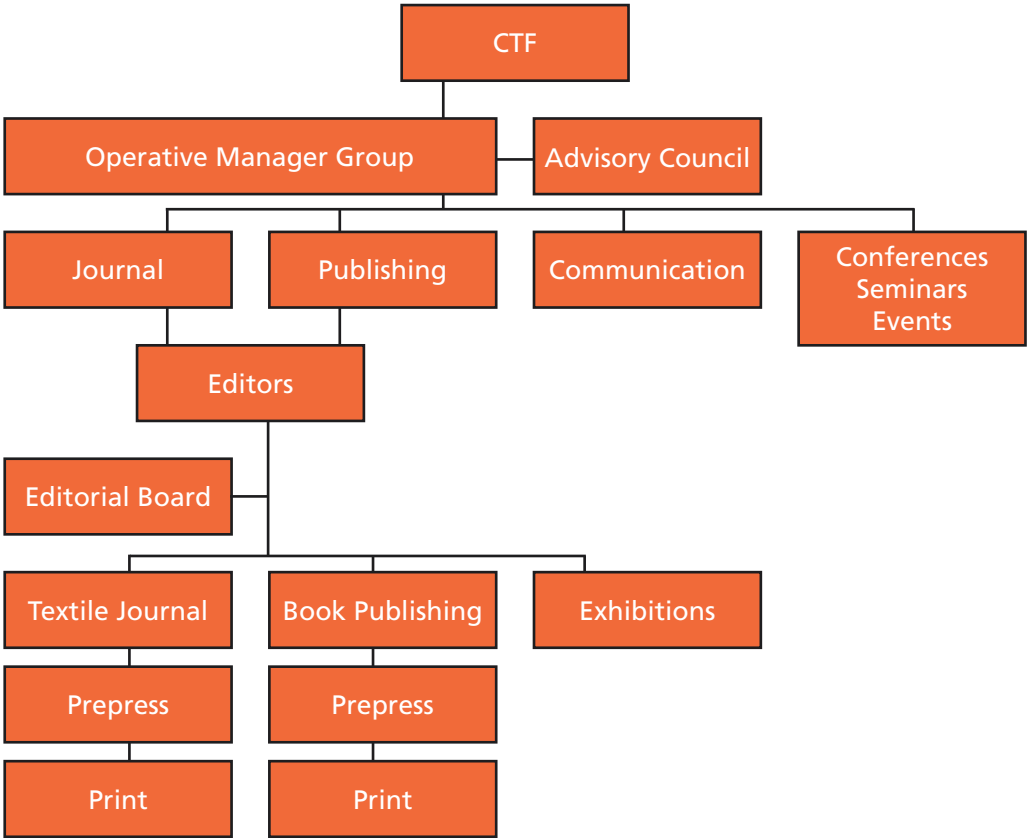 CTF
Operative Manager Group
Advisory Council
Journal
Publishing
Communication
Conferences
Seminars
Events
Editors
Editorial Board
Textile Journal
Book Publishing
Exhibitions
Prepress
Prepress
Print
Print